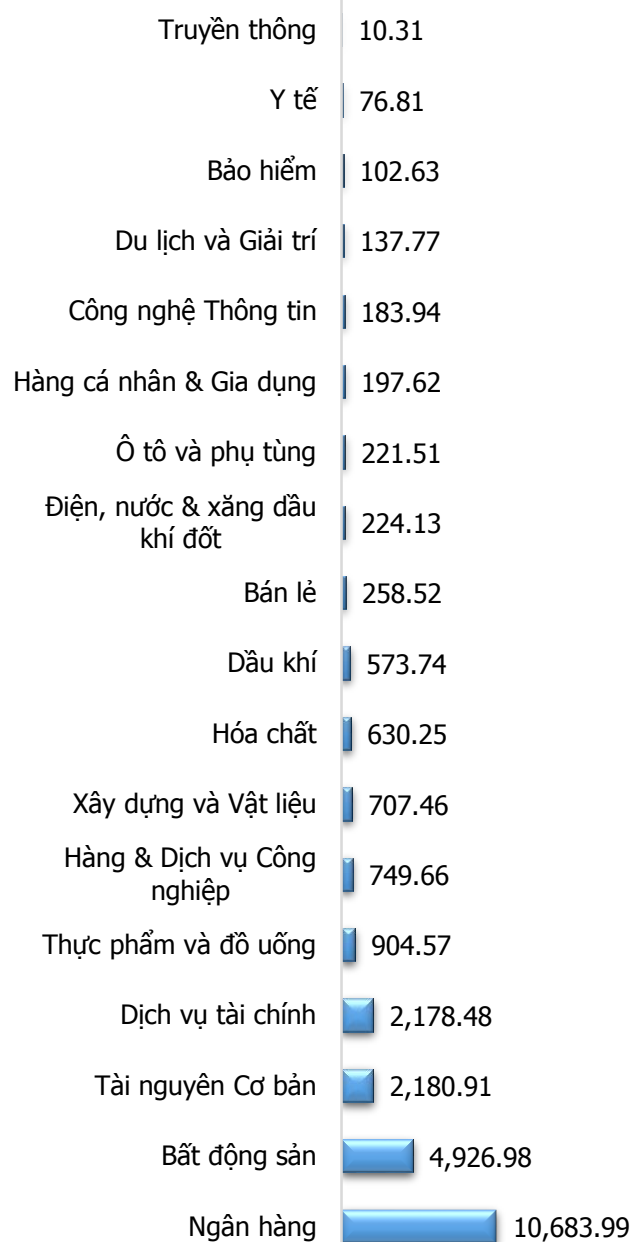 Truyền thông 10.31
Y tế 76.81
Bảo hiểm 102.63
Du lịch và Giải trí 137.77
Công nghệ Thông tin 183.94
Hàng cá nhân & Gia dụng 197.62
Ô tô và phụ tùng 221.51
Điện, nước & xăng dầu
khí đốt 224.13
Bán lẻ 258.52
Dầu khí 573.74
Hóa chất 630.25
Xây dựng và Vật liệu 707.46
Hàng & Dịch vụ Công
nghiệp 749.66
Thực phẩm và đồ uống 904.57
Dịch vụ tài chính 2,178.48
Tài nguyên Cơ bản 2,180.91
Bất động sản 4,926.98
Ngân hàng 10,683.99